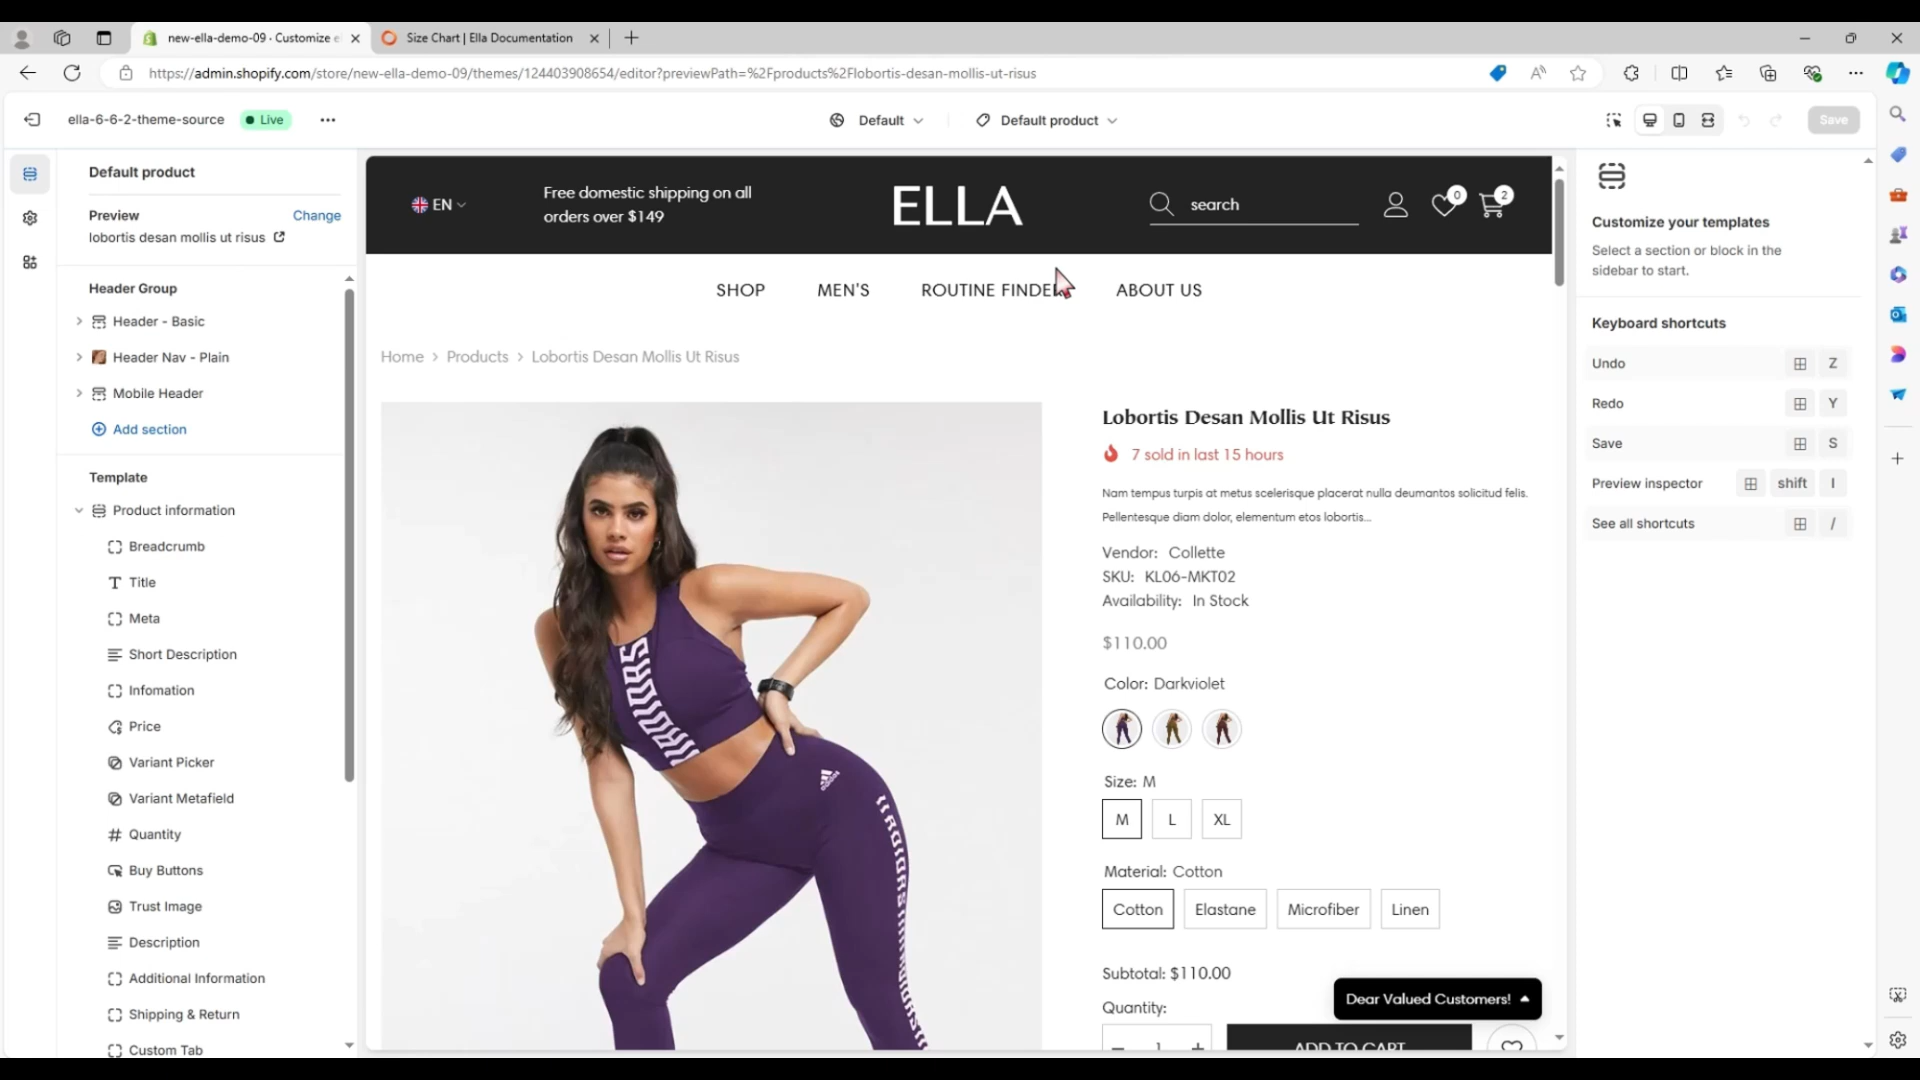 new-ella-demo-09 · Customize e
Size Chart | Ella Documentation
https://admin.shopify.com/store/new-ella-demo-09/themes/124403908654/editor?previewPath=%2Fproducts%2Flobortis-desan-mollis-ut-risus
ella-6-6-2-theme-source
Live
Default
Default product
Save
Default product
Preview
Change
lobortis desan mollis ut risus
Header Group
Header - Basic
Header Nav - Plain
Mobile Header
Add section
Template
Product information
Breadcrumb
Title
Meta
Short Description
Infomation
Price
Variant Picker
Variant Metafield
Quantity
Buy Buttons
Trust Image
Description
Additional Information
Shipping & Return
Custom Tab
EN
Free domestic shipping on all
orders over $149
ELLA
search
0
2
SHOP
MEN'S
ROUTINE FINDER
ABOUT US
Home > Products > Lobortis Desan Mollis Ut Risus
Lobortis Desan Mollis Ut Risus
7 sold in last 15 hours
Nam tempus turpis at metus scelerisque placerat nulla deumantos solicitud felis.
Pellentesque diam dolor, elementum etos lobortis...
Vendor: Collette
SKU: KL06-MKT02
Availability: In Stock
$110.00
Color: Darkviolet
Size: M
M
L
XL
Material: Cotton
Cotton
Elastane
Microfiber
Linen
Subtotal: $110.00
Quantity:
Dear Valued Customers!
1
ADD TO CART
Customize your templates
Select a section or block in the
sidebar to start.
Keyboard shortcuts
Undo
Z
Redo
Y
Save
S
Preview inspector
shift
I
See all shortcuts
/